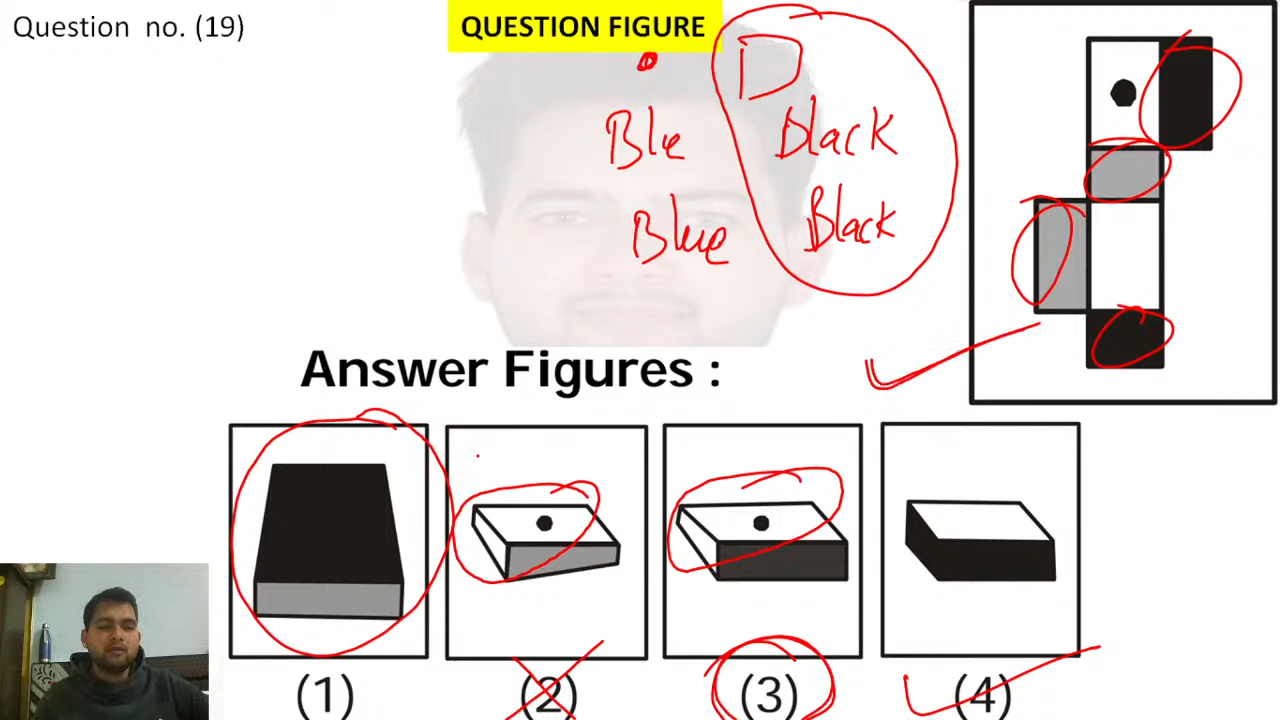 Question no. (19)
QUESTION FIGURE
D
Ble Black
Blue Black
Answer Figures :
(1) (2) (3) (4)